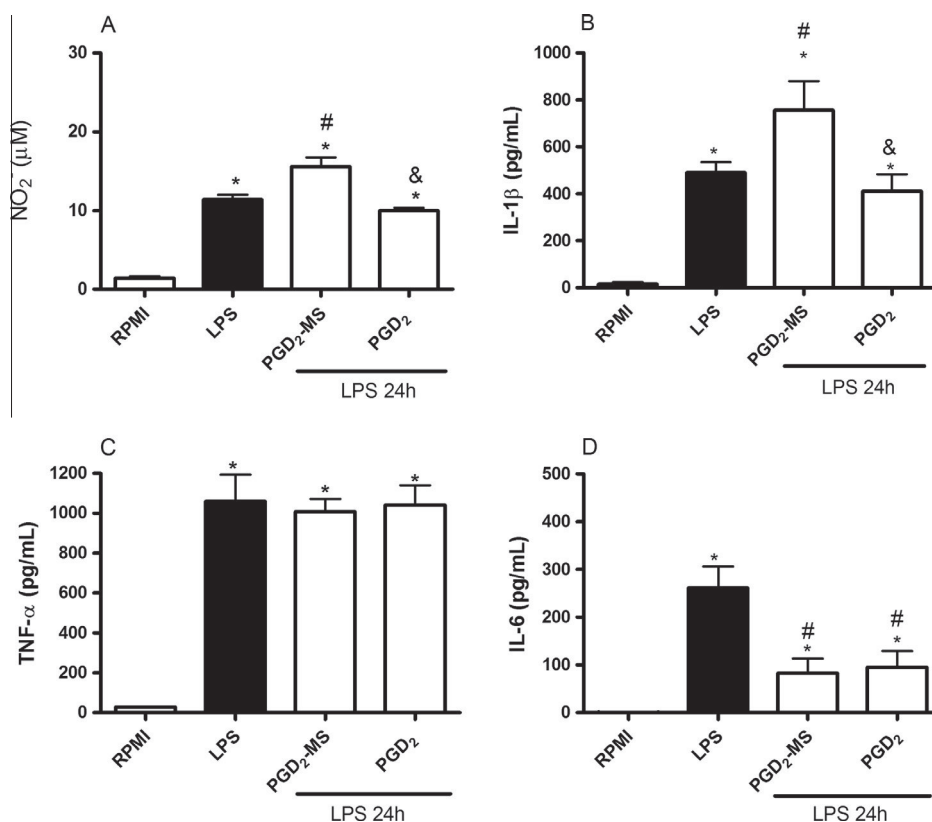 A
NO₂⁻ (μM)
30
20
10
0
#
*
*
&
*
RPMI
LPS
PGD₂-MS
PGD₂
LPS 24h
B
IL-1β (pg/mL)
1000
800
600
400
200
0
#
*
*
&
*
RPMI
LPS
PGD₂-MS
PGD₂
LPS 24h
C
TNF-α (pg/mL)
1200
1000
800
600
400
200
0
*
*
*
RPMI
LPS
PGD₂-MS
PGD₂
LPS 24h
D
IL-6 (pg/mL)
500
400
300
200
100
0
*
#
*
#
*
RPMI
LPS
PGD₂-MS
PGD₂
LPS 24h